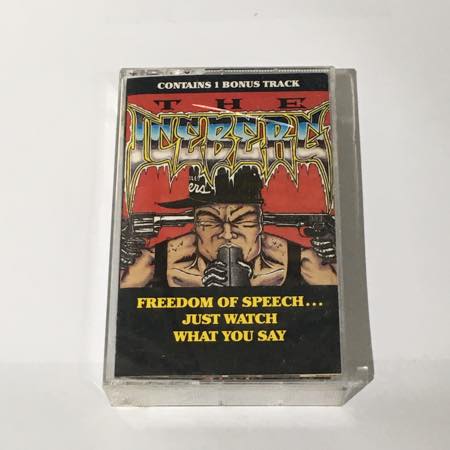 CONTAINS 1 BONUS TRACK
THE
ICEBERG
FREEDOM OF SPEECH...
JUST WATCH
WHAT YOU SAY